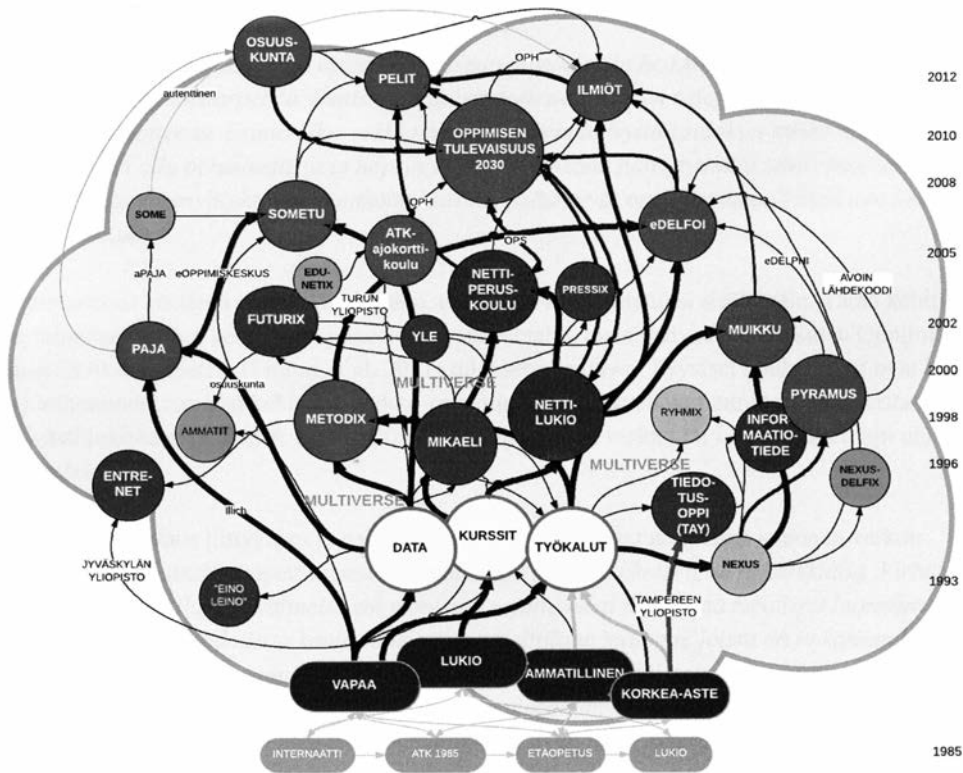 OSUUS-
KUNTA
OPH
PELIT
ILMIÖT
2012
autenttinen
OPPIMISEN
TULEVAISUUS
2030
2010
2008
OPH
SOME
SOMETU
ATK-
ajokortti-
koulu
eDELFOI
OPS
2005
aPAJA
eOPPIMISKESKUS
EDU-
NETIX
TURUN
YLIOPISTO
NETTI-
PERUS-
KOULU
PRESSIX
eDELPHI
AVOIN
LÄHDEKOODI
FUTURIX
YLE
MUIKKU
2002
PAJA
osuuskunta
MULTIVERSE
2000
PYRAMUS
AMMATIT
METODIX
MIKAELI
NETTI-
LUKIO
RYHMIX
INFOR
MAATIO-
TIEDE
1998
ENTRE-
NET
MULTIVERSE
MULTIVERSE
TIEDO-
TUS-
OPPI
(TAY)
NEXUS-
DELFIX
1996
Illich
DATA
KURSSIT
TYÖKALUT
NEXUS
JYVÄSKYLÄN
YLIOPISTO
"EINO
LEINO"
TAMPEREEN
YLIOPISTO
1993
VAPAA
LUKIO
AMMATILLINEN
KORKEA-ASTE
INTERNAATTI
ATK 1985
ETÄOPETUS
LUKIO
1985